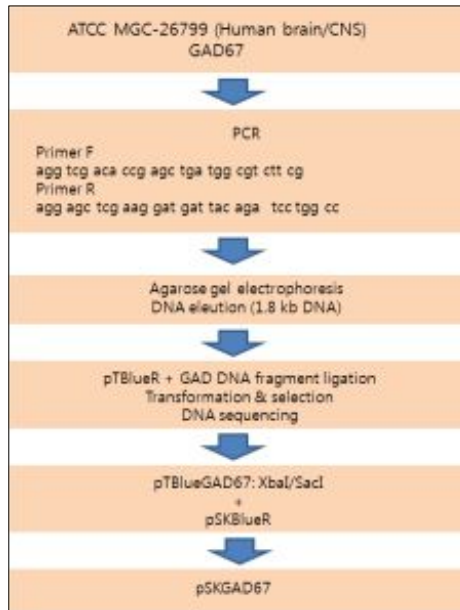 ATCC MGC-26799 (Human brain/CNS)
GAD67
PCR
Primer F
agg tcg aca ccg agc tga tgg cgt ctt cg
Primer R
agg agc tcg aag gat gat tac aga tcc tgg cc
Agarose gel electrophoresis
DNA elution (1.8 kb DNA)
pTBlueR + GAD DNA fragment ligation
Transformation & selection
DNA sequencing
pTBlueGAD67: XbaI/SacI
+
pSKBlueR
pSKGAD67